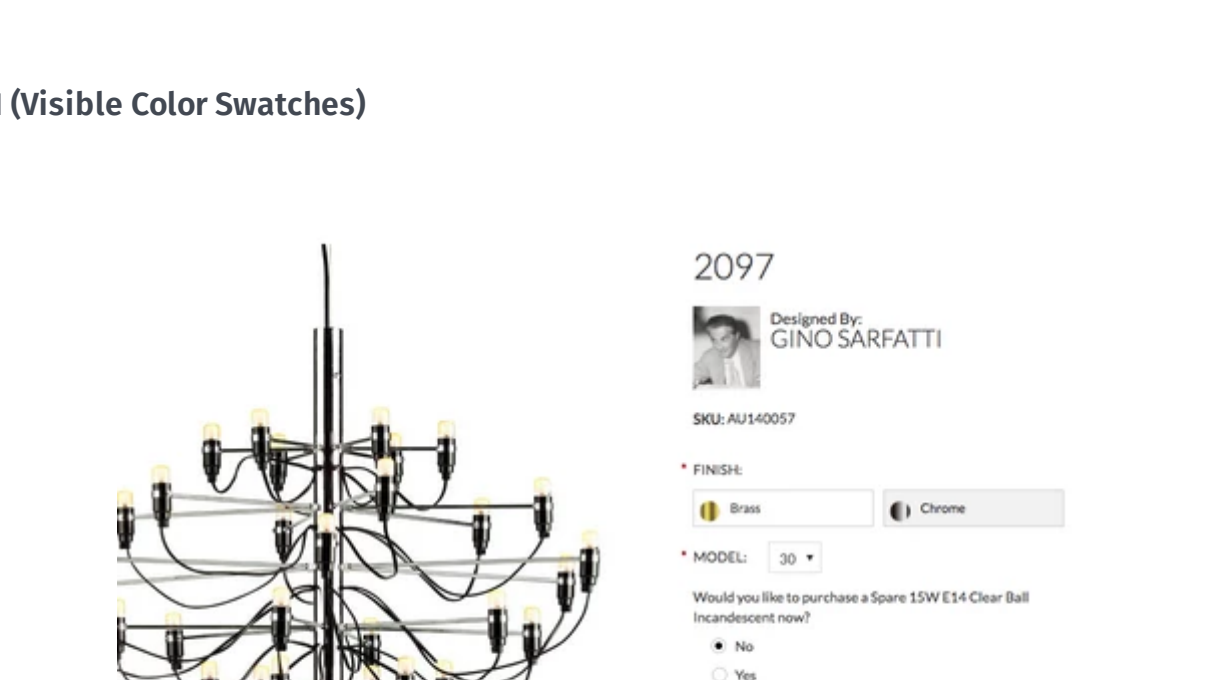 (Visible Color Swatches)
2097
Designed By:
GINO SARFATTI
SKU: AU140057
* FINISH:
Brass
Chrome
* MODEL: 30 ▼
Would you like to purchase a Spare 15W E14 Clear Ball
Incandescent now?
No
Yes